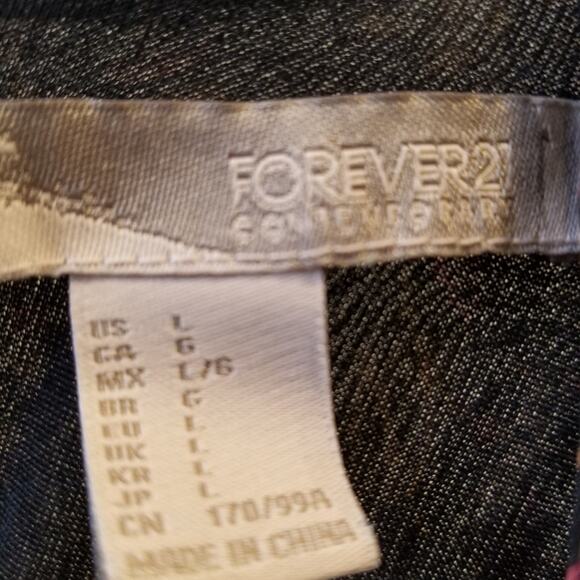 FOREVER21
CONTEMPORARY
US L
CA G
MX L/G
BR G
EU L
UK L
KR L
JP L
CN 170/99A
MADE IN CHINA